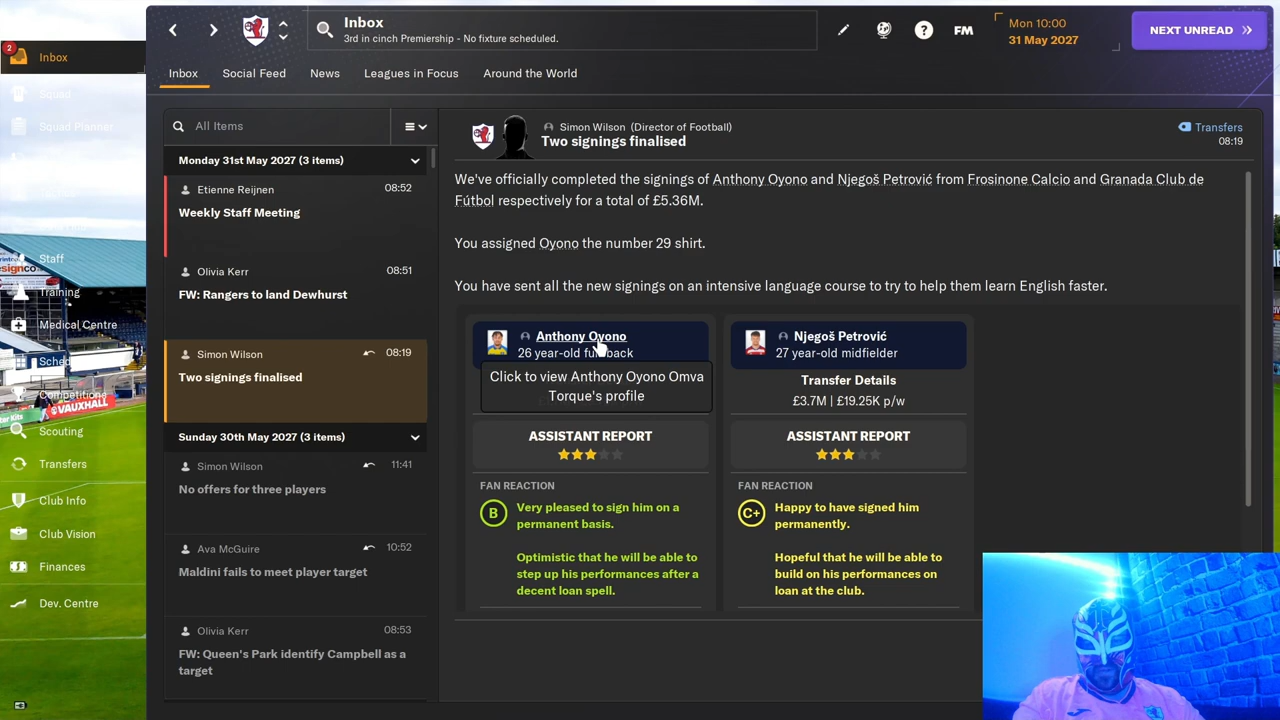 Inbox
3rd in cinch Premiership - No fixture scheduled.
FM
Mon 10:00
31 May 2027
NEXT UNREAD
2
Inbox
Squad
Squad Planner
Staff
Training
Medical Centre
Sched
Competitions
VAUXHALL
Scouting
Transfers
Club Info
Club Vision
Finances
Dev. Centre
Inbox
Social Feed
News
Leagues in Focus
Around the World
All Items
Monday 31st May 2027 (3 items)
Etienne Reijnen
08:52
Weekly Staff Meeting
Olivia Kerr
08:51
FW: Rangers to land Dewhurst
Simon Wilson
08:19
Two signings finalised
Sunday 30th May 2027 (3 items)
Simon Wilson
11:41
No offers for three players
Ava McGuire
10:52
Maldini fails to meet player target
Olivia Kerr
08:53
FW: Queen's Park identify Campbell as a
target
Simon Wilson (Director of Football)
Two signings finalised
Transfers
08:19
We've officially completed the signings of Anthony Oyono and Njegoš Petrović from Frosinone Calcio and Granada Club de
Fútbol respectively for a total of £5.36M.
You assigned Oyono the number 29 shirt.
You have sent all the new signings on an intensive language course to try to help them learn English faster.
Anthony Oyono
26 year-old full back
Click to view Anthony Oyono Omva
Torque's profile
ASSISTANT REPORT
FAN REACTION
B
Very pleased to sign him on a
permanent basis.
Optimistic that he will be able to
step up his performances after a
decent loan spell.
Njegoš Petrović
27 year-old midfielder
Transfer Details
£3.7M | £19.25K p/w
ASSISTANT REPORT
FAN REACTION
C+
Happy to have signed him
permanently.
Hopeful that he will be able to
build on his performances on
loan at the club.